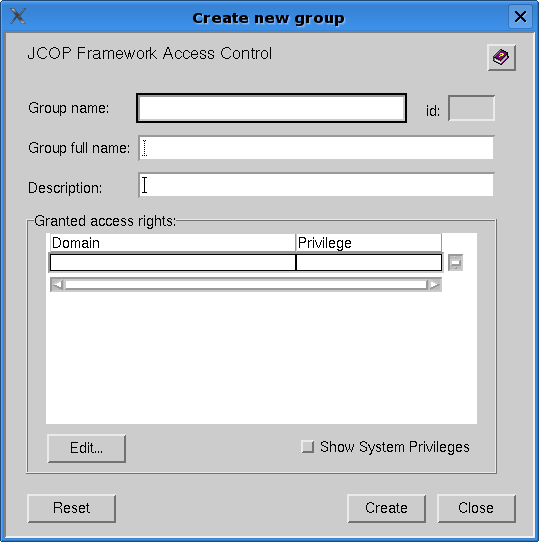 Create new group
JCOP Framework Access Control
Group name:
id:
Group full name:
Description:
Granted access rights:
Domain Privilege
Edit...
Show System Privileges
Reset Create Close